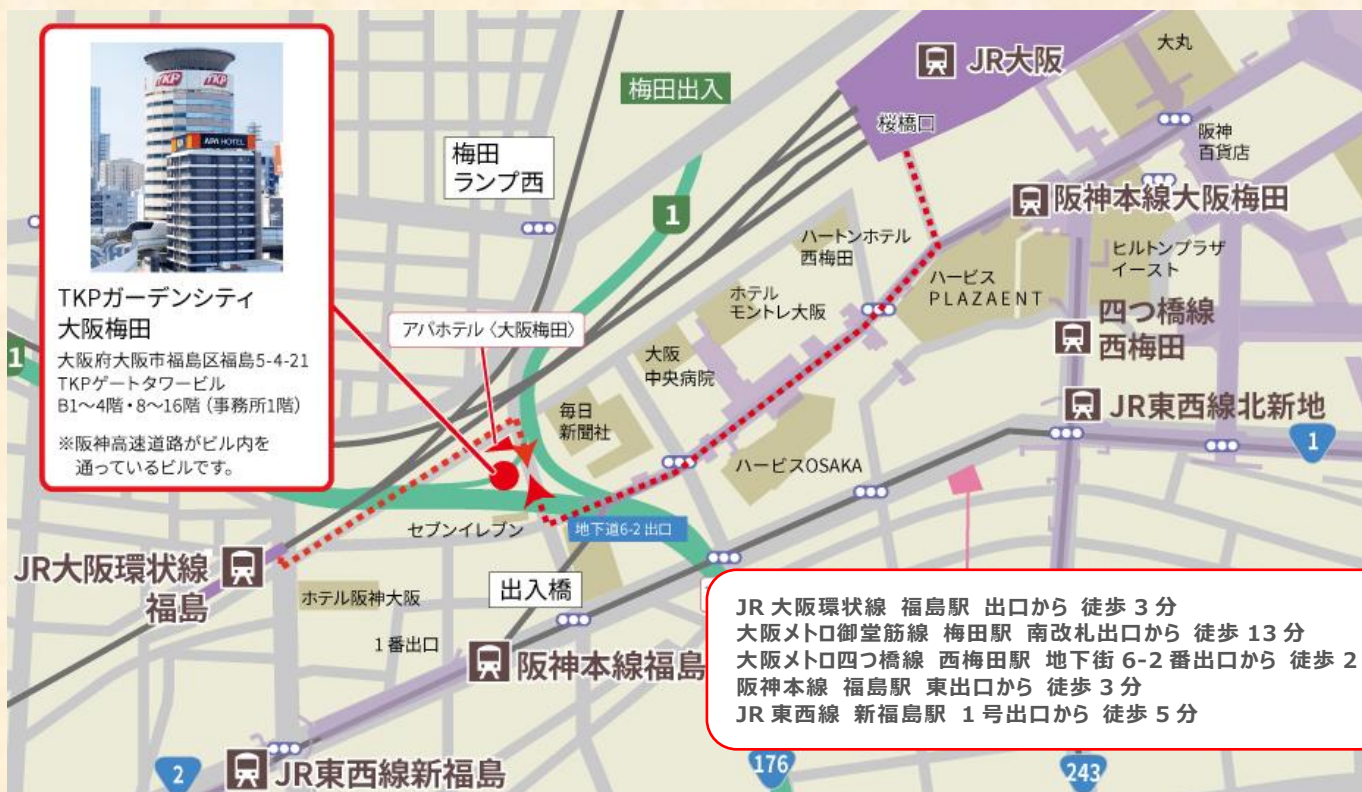 TKP
TKP
APA HOTEL
TKPガーデンシティ
大阪梅田
大阪府大阪市福島区福島5-4-21
TKPゲートタワービル
B1〜4階・8〜16階 (事務所1階)
※阪神高速道路がビル内を
通っているビルです。
梅田出入
梅田
ランプ西
1
1
JR大阪
桜橋口
大丸
阪神
百貨店
阪神本線大阪梅田
ハートンホテル
西梅田
ハービス
PLAZAENT
ヒルトンプラザ
イースト
ホテル
モントレ大阪
四つ橋線
西梅田
アパホテル〈大阪梅田〉
大阪
中央病院
毎日
新聞社
JR東西線北新地
1
ハービスOSAKA
セブンイレブン
地下道6-2出口
JR大阪環状線
福島
ホテル阪神大阪
出入橋
1番出口
阪神本線福島
JR東西線新福島
2
176
243
JR 大阪環状線 福島駅 出口から 徒歩 3 分
大阪メトロ御堂筋線 梅田駅 南改札出口から 徒歩 13 分
大阪メトロ四つ橋線 西梅田駅 地下街 6-2 番出口から 徒歩 2
阪神本線 福島駅 東出口から 徒歩 3 分
JR 東西線 新福島駅 1 号出口から 徒歩 5 分